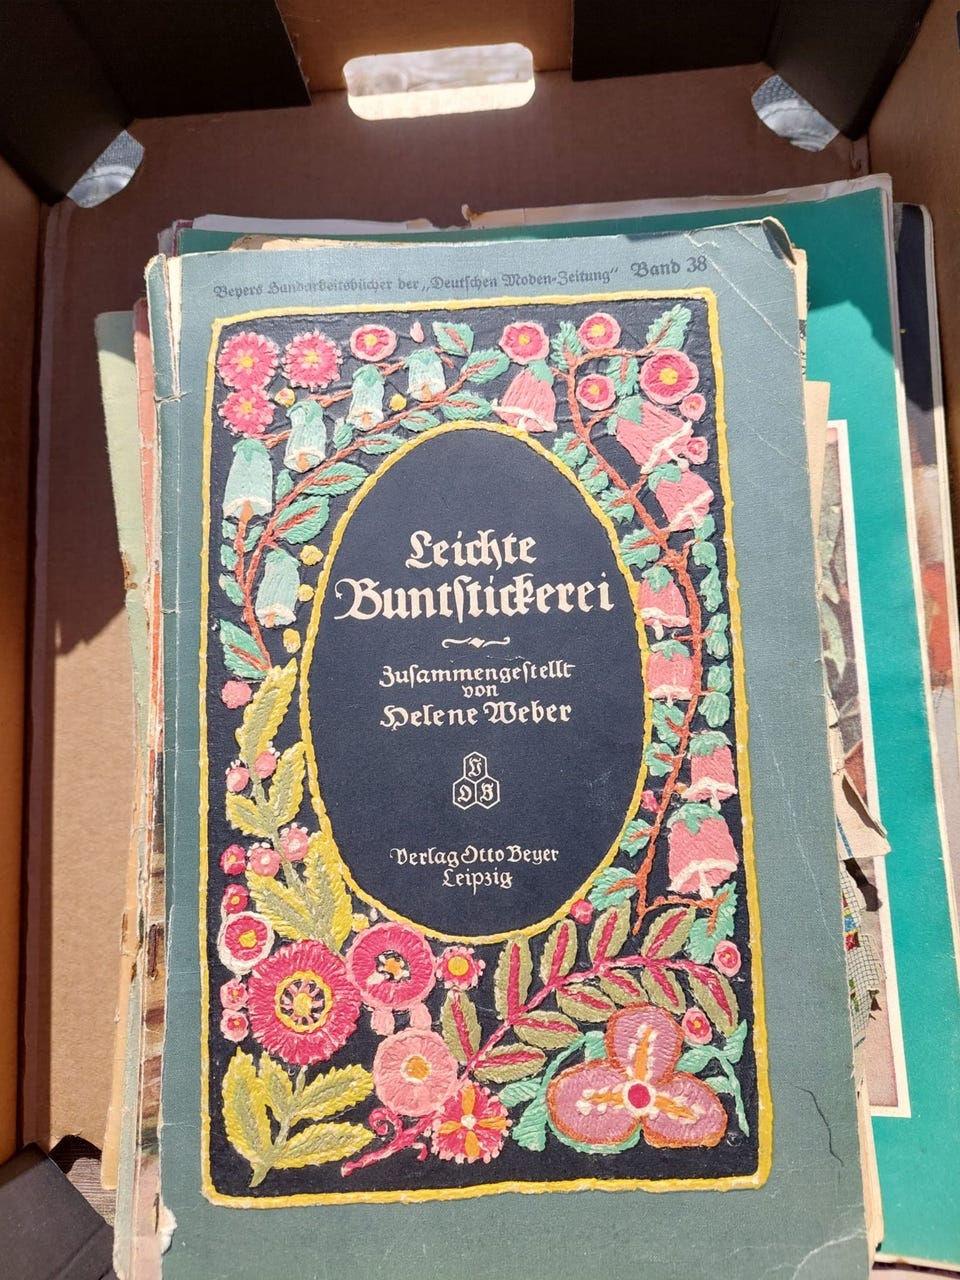 Beyers Handarbeitsbücher der „Deutschen Moden-Zeitung“ Band 38
Leichte
Buntstickerei
Zusammengestellt
von
Helene Weber
V
O B
Verlag Otto Beyer
Leipzig